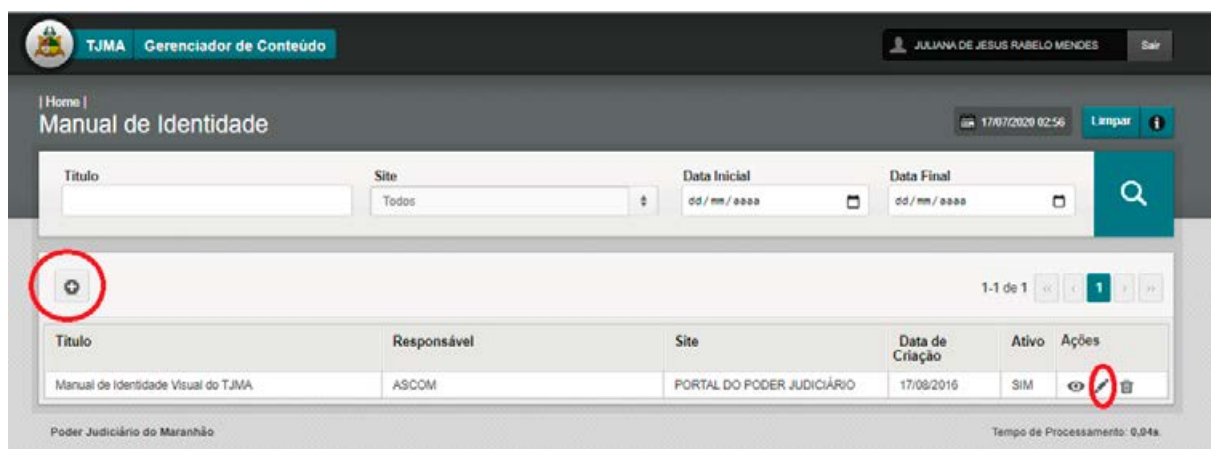 TJMA Gerenciador de Conteúdo JULIANA DE JESUS RABELO MENDES Sair
| Home |
Manual de Identidade 17/07/2020 02:56 Limpar
Título Site Data Inicial Data Final
Todos dd/mm/aaaa dd/mm/aaaa
1-1 de 1 « ‹ 1 › »
Título Responsável Site Data de Criação Ativo Ações
Manual de Identidade Visual do TJMA ASCOM PORTAL DO PODER JUDICIÁRIO 17/08/2016 SIM
Poder Judiciário do Maranhão Tempo de Processamento: 0,04s.